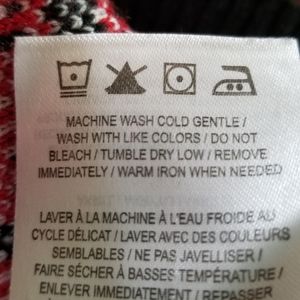 MACHINE WASH COLD GENTLE /
WASH WITH LIKE COLORS / DO NOT
BLEACH / TUMBLE DRY LOW / REMOVE
IMMEDIATELY / WARM IRON WHEN NEEDED
LAVER À LA MACHINE À L'EAU FROIDE AU
CYCLE DÉLICAT / LAVER AVEC DES COULEURS
SEMBLABLES / NE PAS JAVELLISER /
FAIRE SÉCHER À BASSES TEMPÉRATURE /
ENLEVER IMMEDIATEMENT / REPASSER